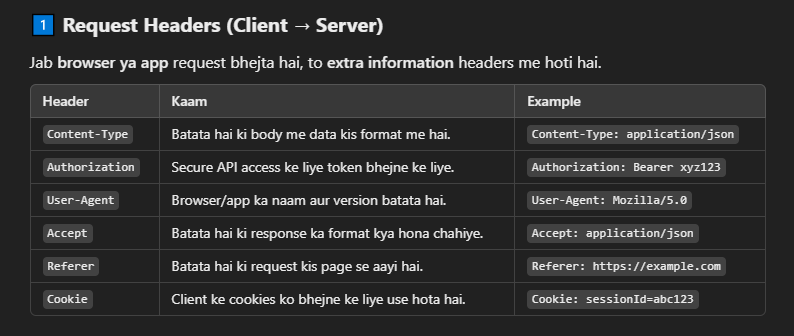 1 Request Headers (Client → Server)
Jab browser ya app request bhejta hai, to extra information headers me hoti hai.
Header Kaam Example
Content-Type Batata hai ki body me data kis format me hai. Content-Type: application/json
Authorization Secure API access ke liye token bhejne ke liye. Authorization: Bearer xyz123
User-Agent Browser/app ka naam aur version batata hai. User-Agent: Mozilla/5.0
Accept Batata hai ki response ka format kya hona chahiye. Accept: application/json
Referer Batata hai ki request kis page se aayi hai. Referer: https://example.com
Cookie Client ke cookies ko bhejne ke liye use hota hai. Cookie: sessionId=abc123